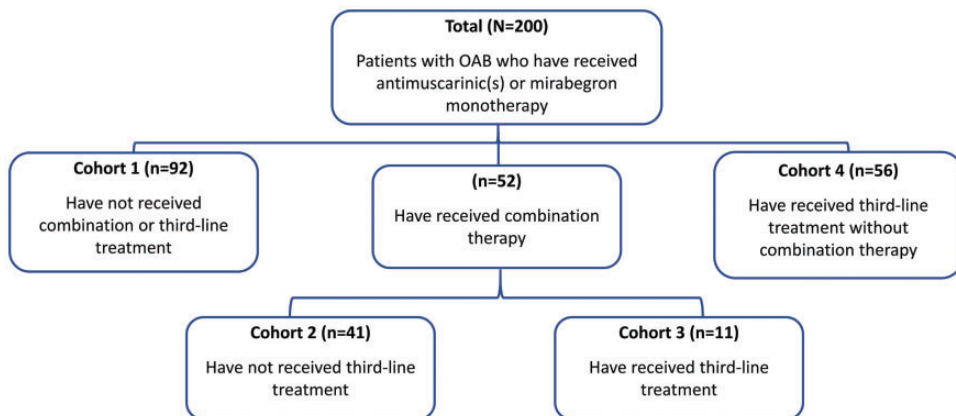 Total (N=200)
Patients with OAB who have received
antimuscarinic(s) or mirabegron
monotherapy
Cohort 1 (n=92)
Have not received
combination or third-line
treatment
(n=52)
Have received combination
therapy
Cohort 4 (n=56)
Have received third-line
treatment without
combination therapy
Cohort 2 (n=41)
Have not received third-line
treatment
Cohort 3 (n=11)
Have received third-line
treatment